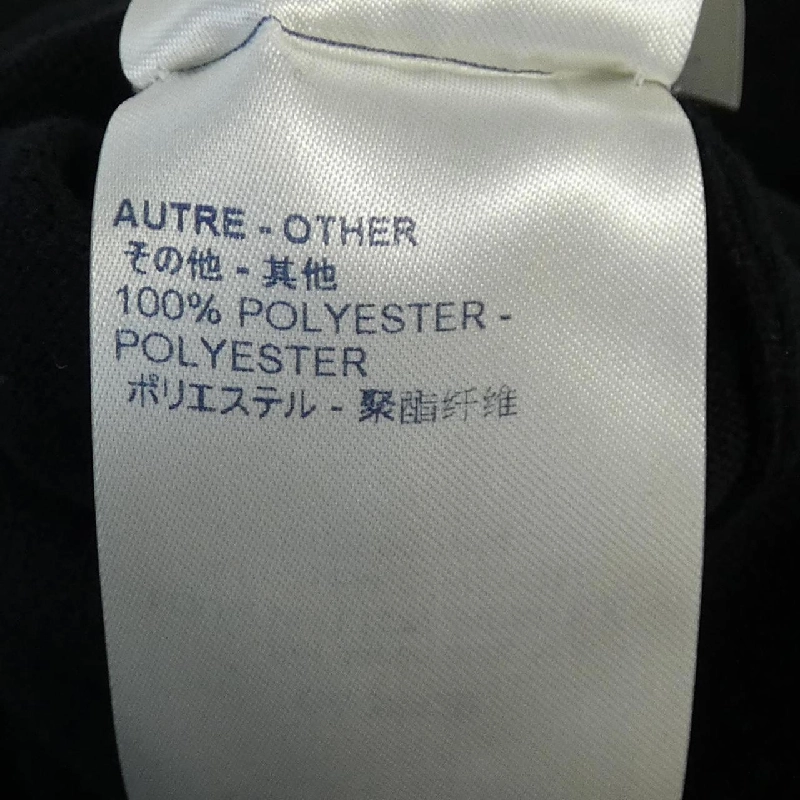 AUTRE - OTHER
その他 - 其他
100% POLYESTER -
POLYESTER
ポリエステル - 聚酯纤维